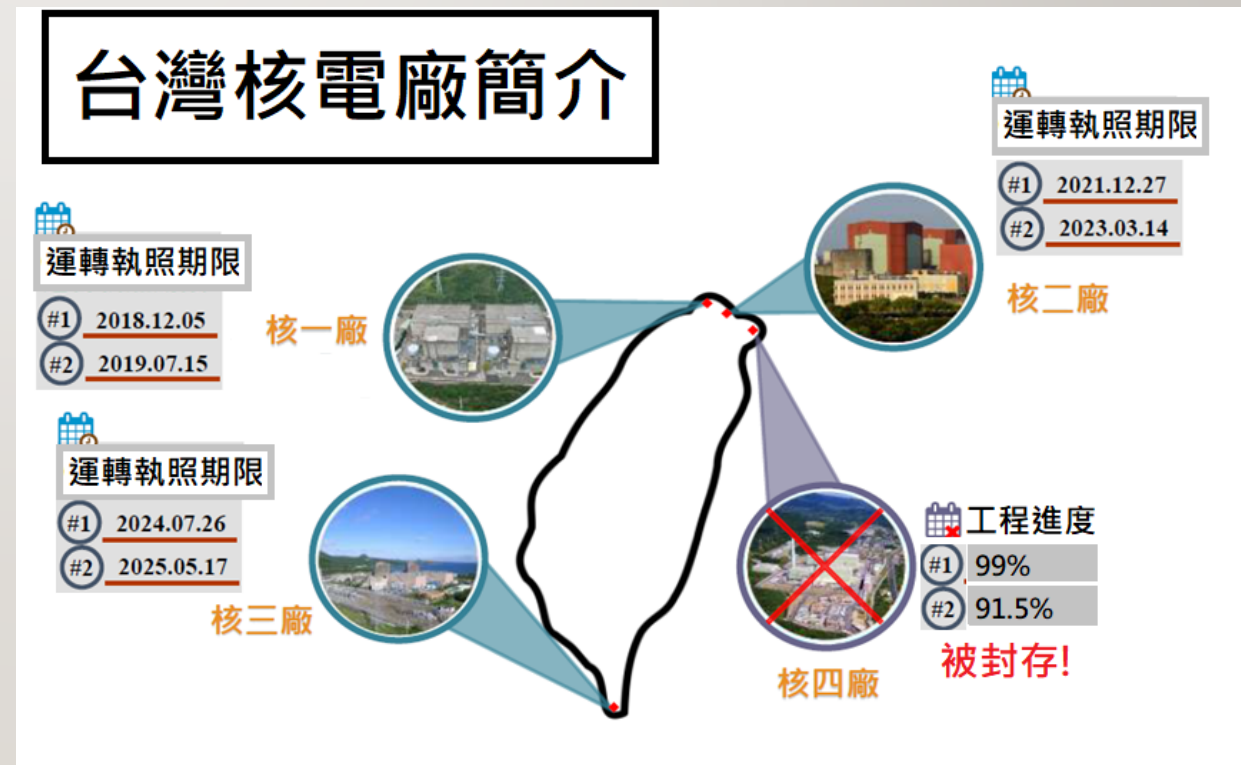 台灣核電廠簡介
運轉執照期限
#1 2021.12.27
#2 2023.03.14
核二廠
運轉執照期限
#1 2018.12.05
#2 2019.07.15
核一廠
運轉執照期限
#1 2024.07.26
#2 2025.05.17
核三廠
工程進度
#1 99%
#2 91.5%
被封存!
核四廠